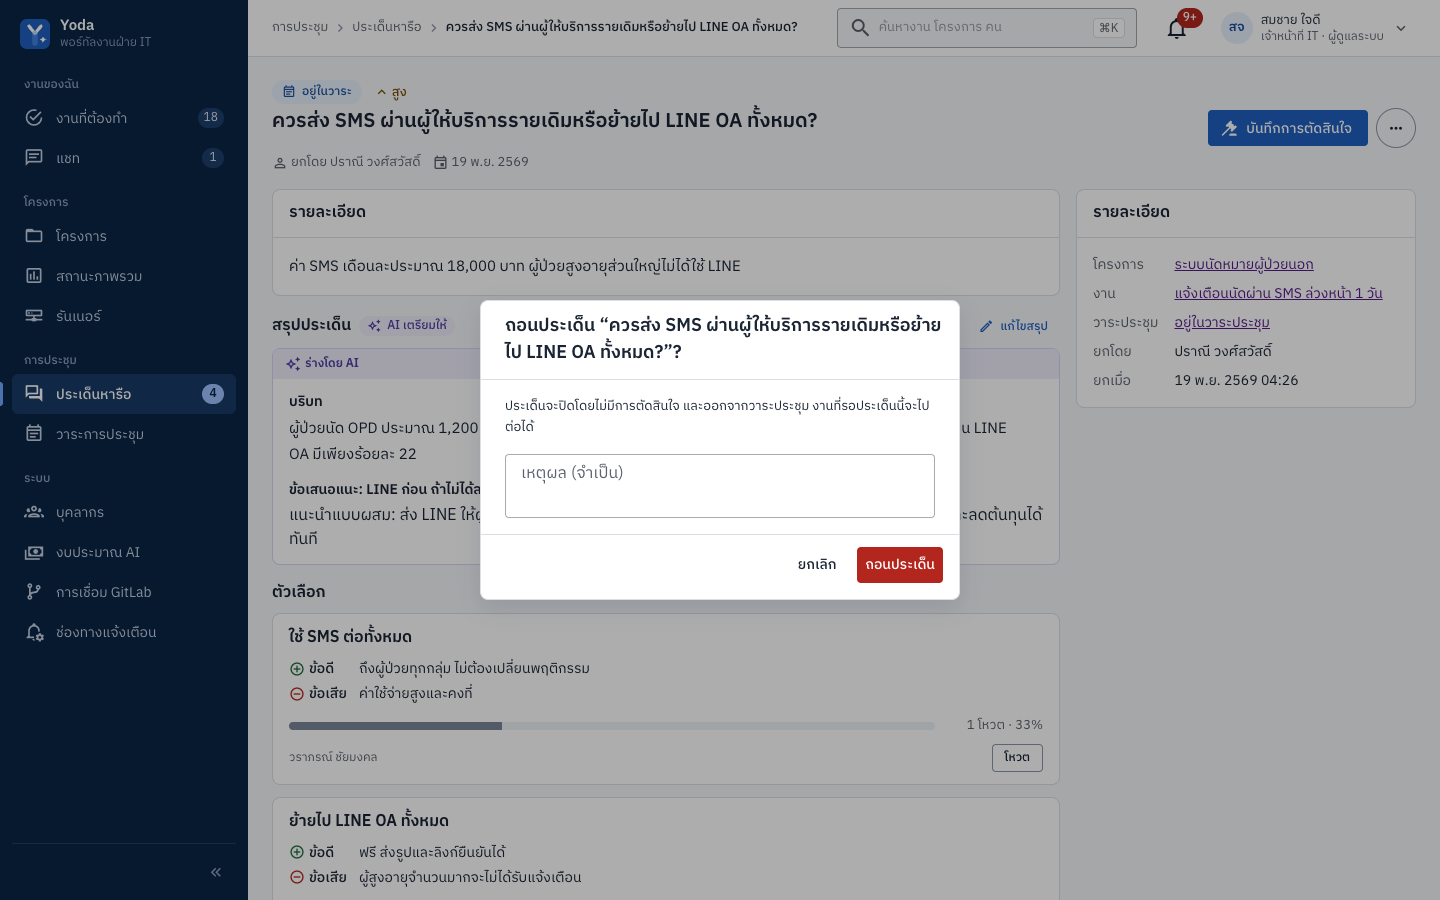 Yoda
พอร์ทัลงานฝ่าย IT
งานของฉัน
งานที่ต้องทำ 18
แชท 1
โครงการ
โครงการ
สถานะภาพรวม
รันเนอร์
การประชุม
ประเด็นหารือ 4
วาระการประชุม
ระบบ
บุคลากร
งบประมาณ AI
การเชื่อม GitLab
ช่องทางแจ้งเตือน
การประชุม › ประเด็นหารือ › ควรส่ง SMS ผ่านผู้ให้บริการรายเดิมหรือย้ายไป LINE OA ทั้งหมด?
ค้นหางาน โครงการ คน ⌘K
9+
สจ
สมชาย ใจดี
เจ้าหน้าที่ IT · ผู้ดูแลระบบ
อยู่ในวาระ สูง
ควรส่ง SMS ผ่านผู้ให้บริการรายเดิมหรือย้ายไป LINE OA ทั้งหมด?
บันทึกการตัดสินใจ
ยกโดย ปราณี วงศ์สวัสดิ์ 19 พ.ย. 2569
รายละเอียด
ค่า SMS เดือนละประมาณ 18,000 บาท ผู้ป่วยสูงอายุส่วนใหญ่ไม่ได้ใช้ LINE
สรุปประเด็น AI เตรียมให้ แก้ไขสรุป
ร่างโดย AI
บริบท
ผู้ป่วยนัด OPD ประมาณ 1,200
น LINE
OA มีเพียงร้อยละ 22
ข้อเสนอแนะ: LINE ก่อน ถ้าไม่ได้
แนะนำแบบผสม: ส่ง LINE ให้
ะลดต้นทุนได้
ทันที
ตัวเลือก
ใช้ SMS ต่อทั้งหมด
ข้อดี ถึงผู้ป่วยทุกกลุ่ม ไม่ต้องเปลี่ยนพฤติกรรม
ข้อเสีย ค่าใช้จ่ายสูงและคงที่
1 โหวต · 33%
วราภรณ์ ชัยมงคล โหวต
ย้ายไป LINE OA ทั้งหมด
ข้อดี ฟรี ส่งรูปและลิงก์ยืนยันได้
ข้อเสีย ผู้สูงอายุจำนวนมากจะไม่ได้รับแจ้งเตือน
รายละเอียด
โครงการ ระบบนัดหมายผู้ป่วยนอก
งาน แจ้งเตือนนัดผ่าน SMS ล่วงหน้า 1 วัน
วาระประชุม อยู่ในวาระประชุม
ยกโดย ปราณี วงศ์สวัสดิ์
ยกเมื่อ 19 พ.ย. 2569 04:26
ถอนประเด็น “ควรส่ง SMS ผ่านผู้ให้บริการรายเดิมหรือย้าย
ไป LINE OA ทั้งหมด?”?
ประเด็นจะปิดโดยไม่มีการตัดสินใจ และออกจากวาระประชุม งานที่รอประเด็นนี้จะไป
ต่อได้
เหตุผล (จำเป็น)
ยกเลิก ถอนประเด็น